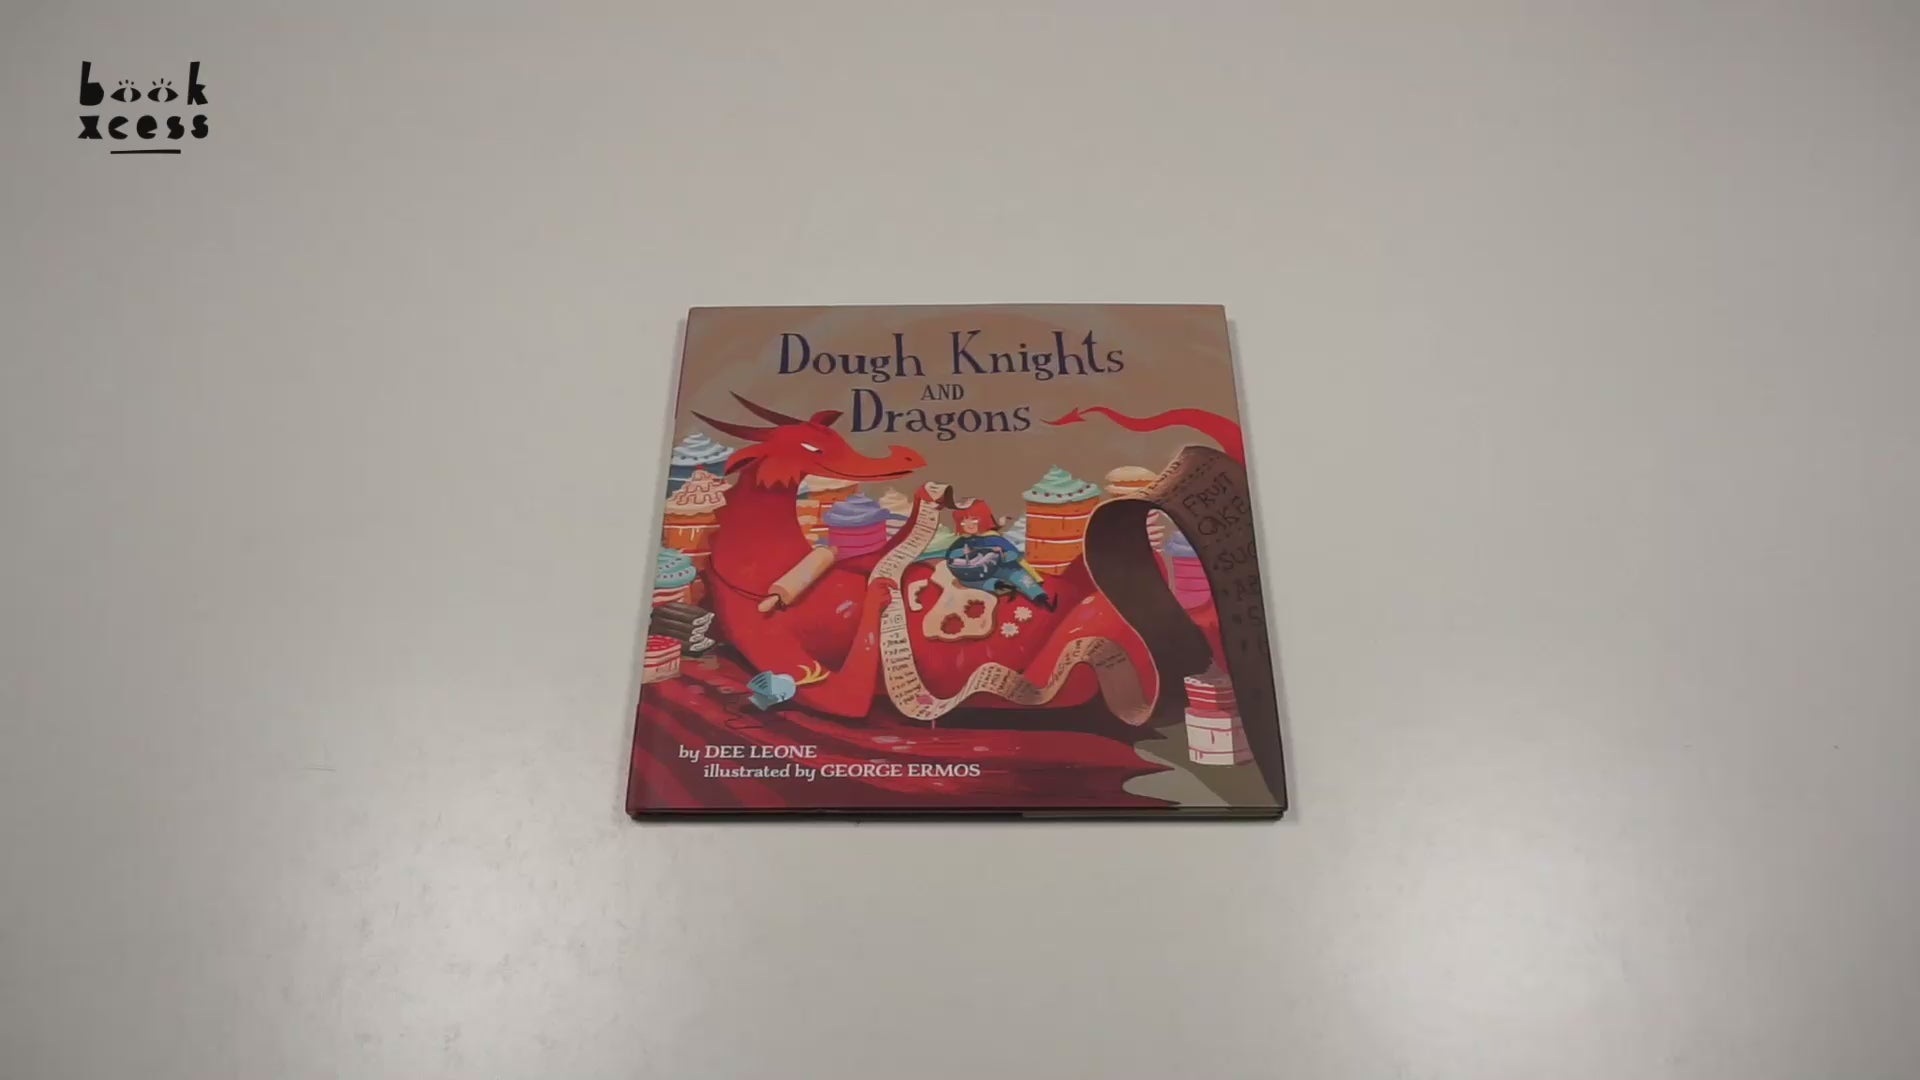 book
xcess
Dough Knights
AND
Dragons
FRUIT
CAKE
by DEE LEONE
illustrated by GEORGE ERMOS